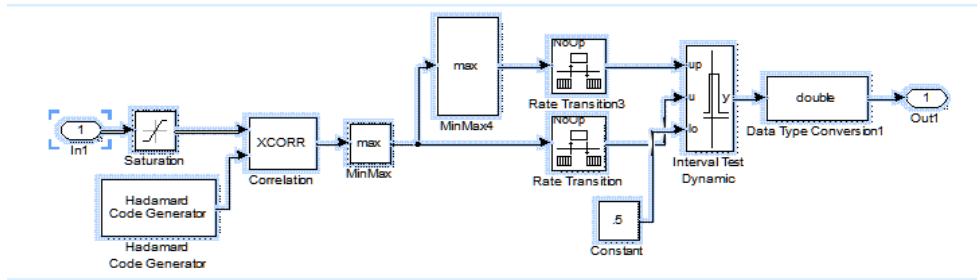 NoOp
max
up
Rate Transition3
u
y
double
1
MinMax4
NoOp
lo
Data Type Conversion1
Out1
1
In1
Saturation
XCORR
max
Correlation
MinMax
Rate Transition
Interval Test
Dynamic
Hadamard
Code Generator
.5
Constant
Hadamard
Code Generator